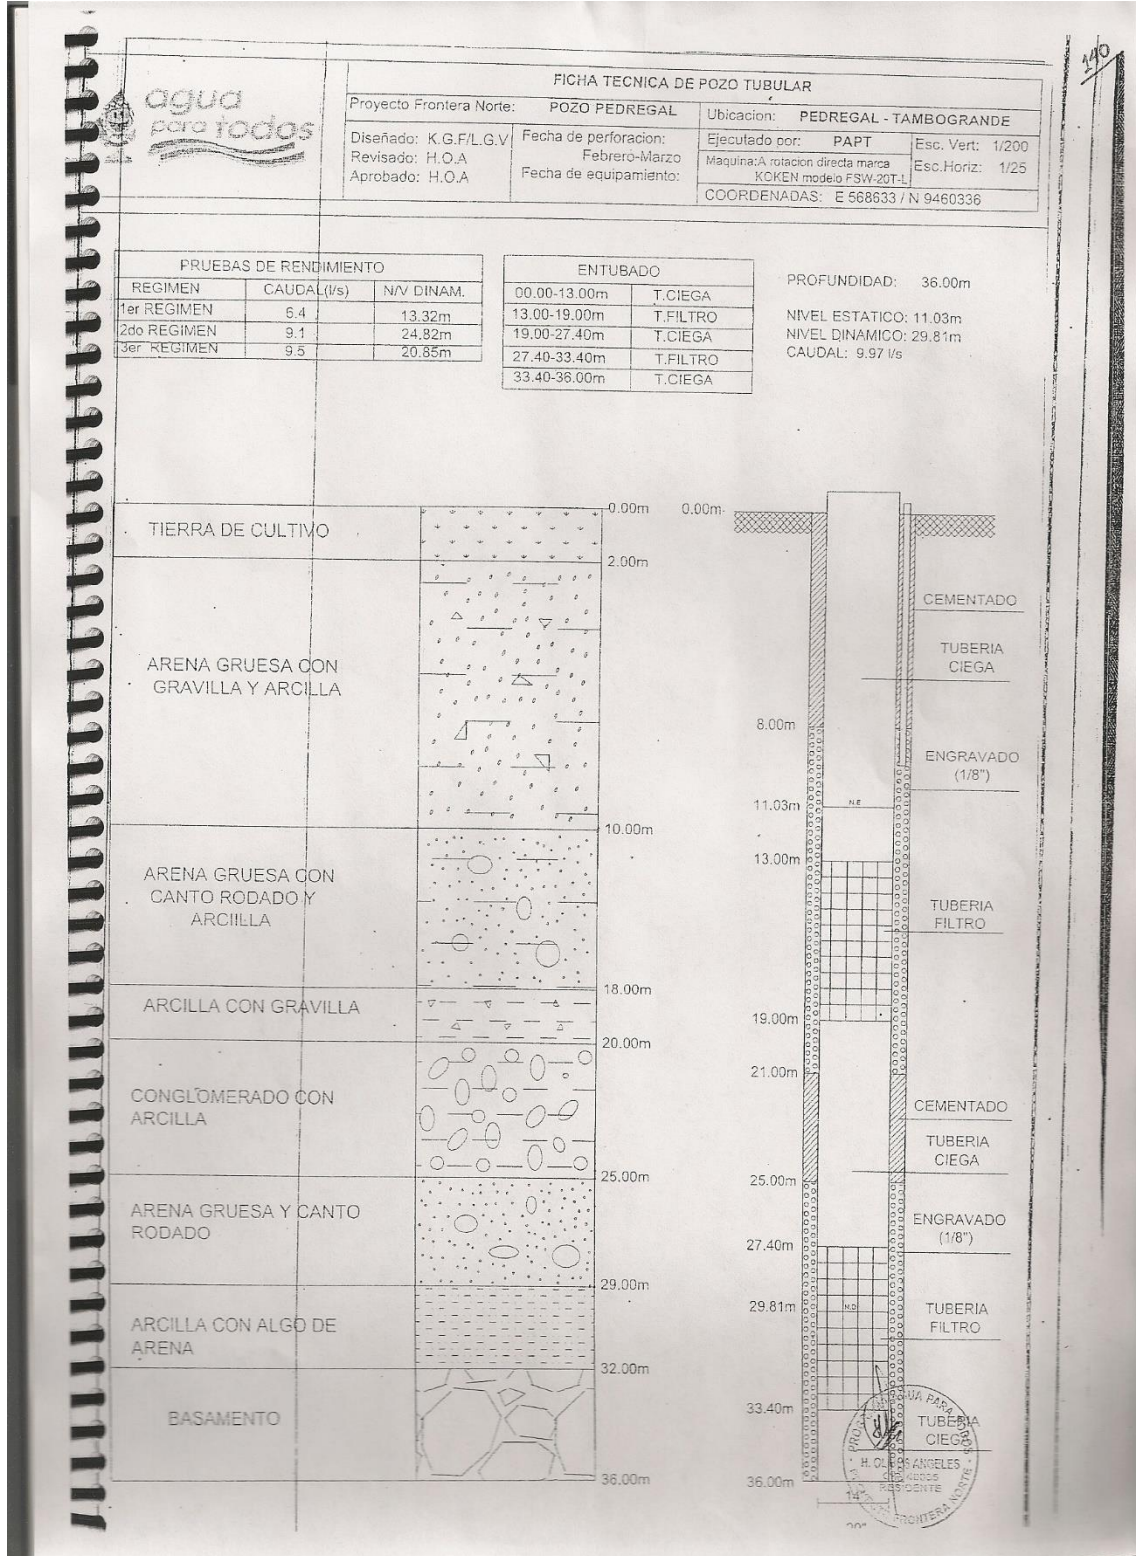 140
agua
para todos
FICHA TECNICA DE POZO TUBULAR
Proyecto Frontera Norte: POZO PEDREGAL
Ubicacion: PEDREGAL - TAMBOGRANDE
Diseñado: K.G.F/L.G.V
Revisado: H.O.A
Aprobado: H.O.A
Fecha de perforacion:
Febrero-Marzo
Fecha de equipamiento:
Ejecutado por: PAPT
Maquina:A rotacion directa marca
KOKEN modelo FSW-20T-L
Esc. Vert: 1/200
Esc.Horiz: 1/25
COORDENADAS: E 568633 / N 9460336
PRUEBAS DE RENDIMIENTO
REGIMEN CAUDAL(l/s) N/V DINAM.
1er REGIMEN 6.4 13.32m
2do REGIMEN 9.1 24.82m
3er REGIMEN 9.5 20.85m
ENTUBADO
00.00-13.00m T.CIEGA
13.00-19.00m T.FILTRO
19.00-27.40m T.CIEGA
27.40-33.40m T.FILTRO
33.40-36.00m T.CIEGA
PROFUNDIDAD: 36.00m
NIVEL ESTATICO: 11.03m
NIVEL DINAMICO: 29.81m
CAUDAL: 9.97 l/s
TIERRA DE CULTIVO
ARENA GRUESA CON
GRAVILLA Y ARCILLA
ARENA GRUESA CON
CANTO RODADO Y
ARCIILLA
ARCILLA CON GRAVILLA
CONGLOMERADO CON
ARCILLA
ARENA GRUESA Y CANTO
RODADO
ARCILLA CON ALGO DE
ARENA
BASAMENTO
0.00m
2.00m
10.00m
18.00m
20.00m
25.00m
29.00m
32.00m
36.00m
0.00m
8.00m
11.03m
N.E
13.00m
19.00m
21.00m
25.00m
27.40m
29.81m
N.D
33.40m
36.00m
CEMENTADO
TUBERIA
CIEGA
ENGRAVADO
(1/8")
TUBERIA
FILTRO
CEMENTADO
TUBERIA
CIEGA
ENGRAVADO
(1/8")
TUBERIA
FILTRO
TUBERIA
CIEGA
AGUA PARA TODOS
ANGELES
RESIDENTE
FRONTERA NORTE
14"